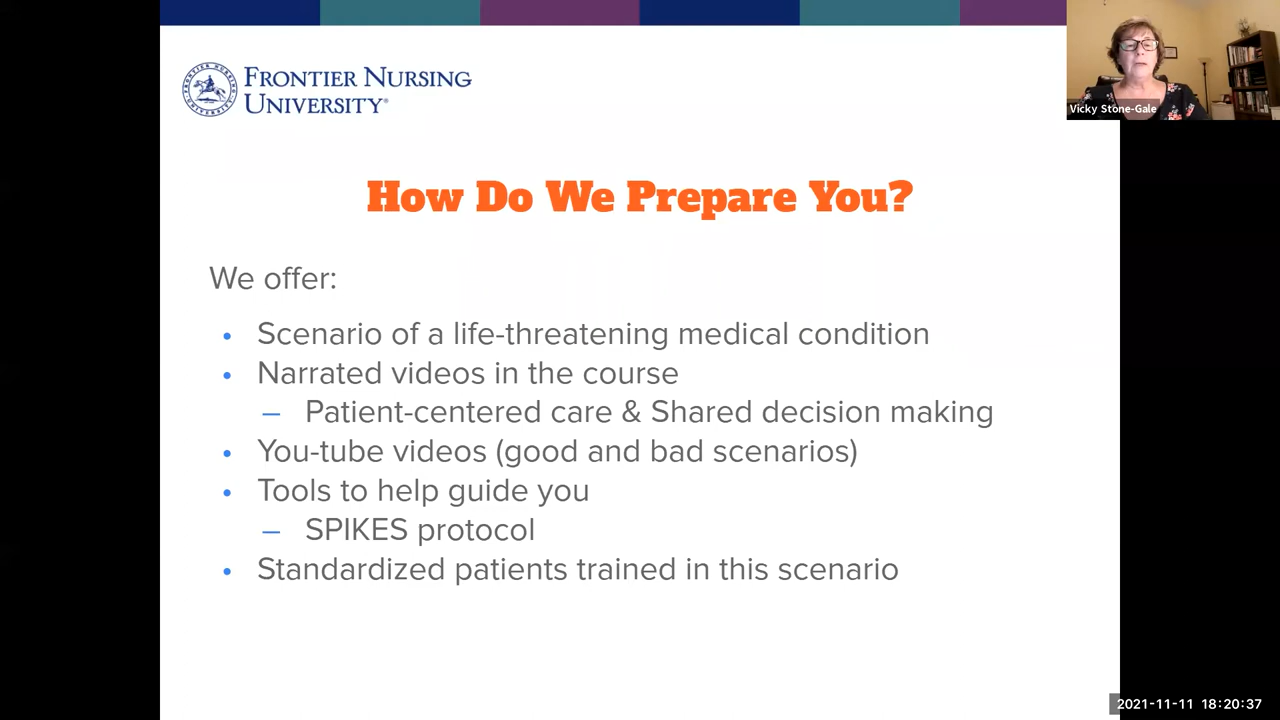 FRONTIER NURSING
UNIVERSITY®
Vicky Stone-Gale
How Do We Prepare You?
We offer:
• Scenario of a life-threatening medical condition
• Narrated videos in the course
– Patient-centered care & Shared decision making
• You-tube videos (good and bad scenarios)
• Tools to help guide you
– SPIKES protocol
• Standardized patients trained in this scenario
2021-11-11 18:20:37